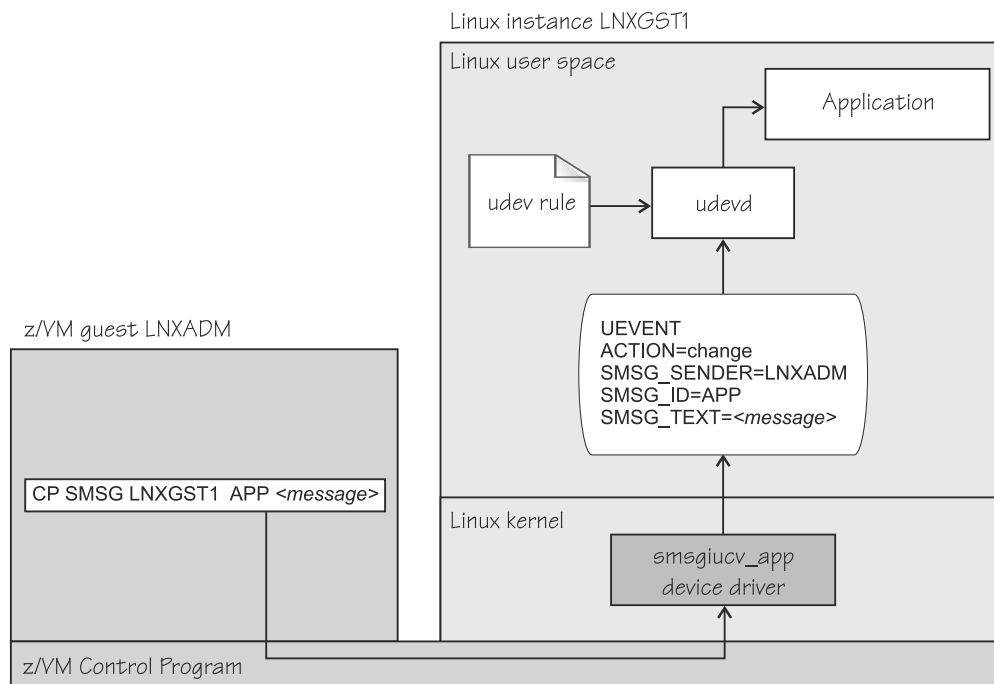 Linux instance LNXGST1
Linux user space
Application
udev rule
udevd
z/VM guest LNXADM
UEVENT
ACTION=change
SMSG_SENDER=LNXADM
SMSG_ID=APP
SMSG_TEXT=<message>
CP SMSG LNXGST1 APP <message>
Linux kernel
smsgiucv_app
device driver
z/VM Control Program